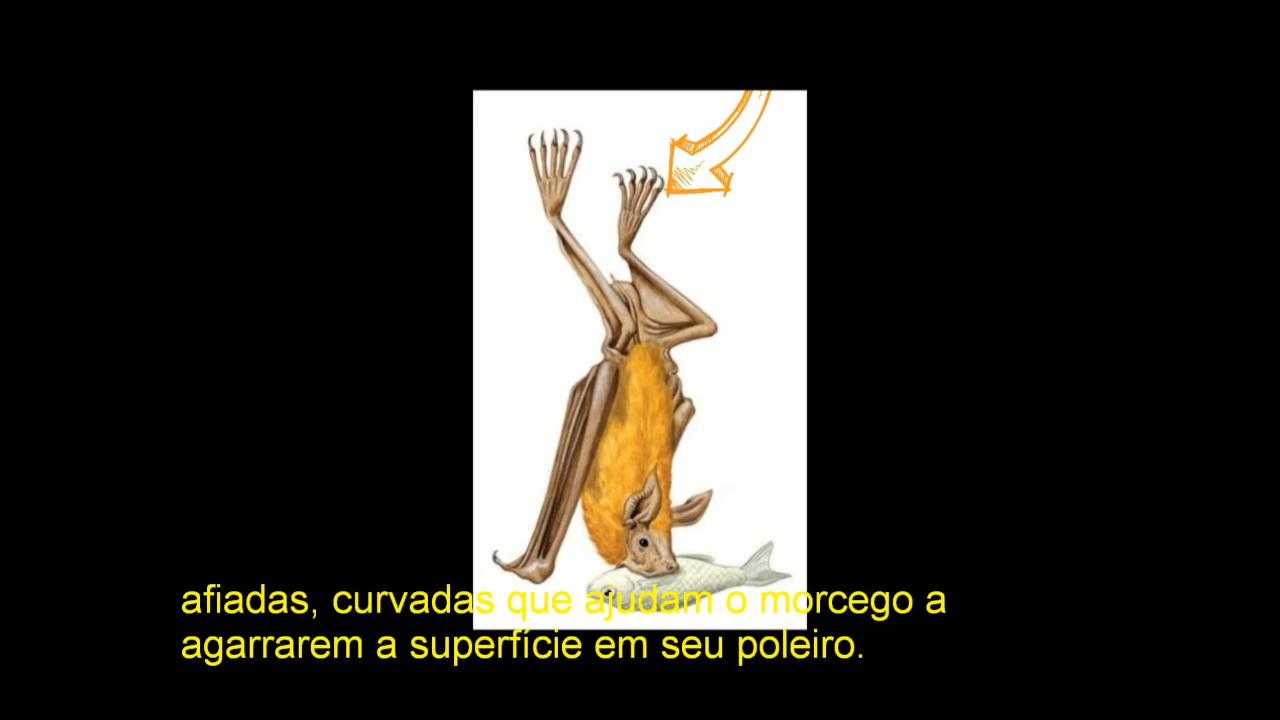 afiadas, curvadas que ajudam o morcego a
agarrarem a superfície em seu poleiro.